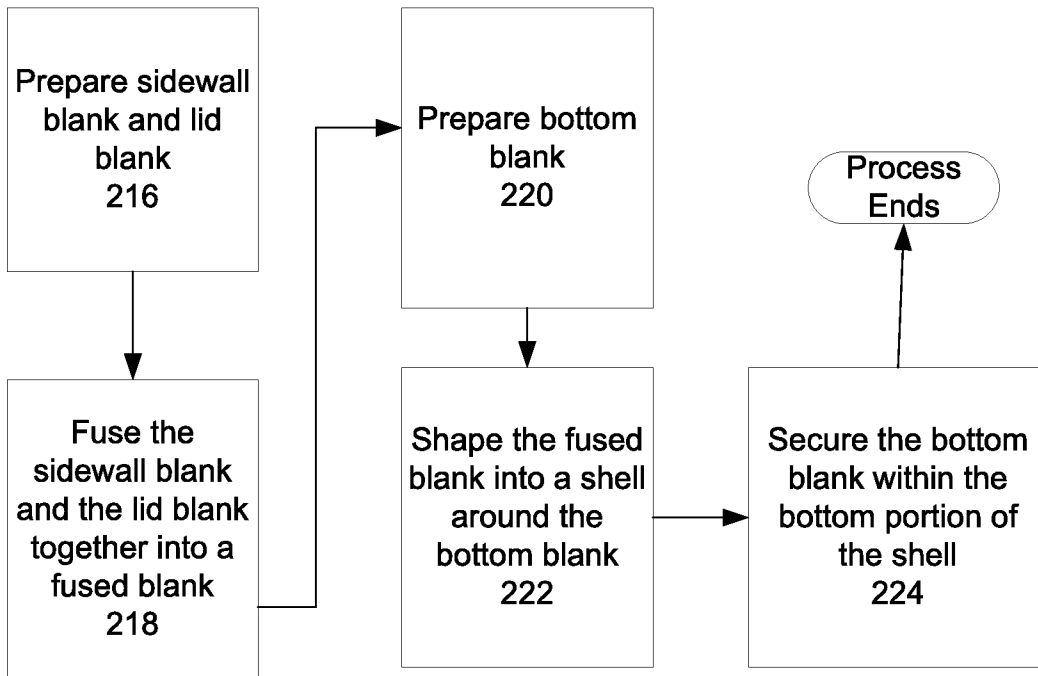 Prepare sidewall
blank and lid
blank
216
Fuse the
sidewall blank
and the lid blank
together into a
fused blank
218
Prepare bottom
blank
220
Shape the fused
blank into a shell
around the
bottom blank
222
Secure the bottom
blank within the
bottom portion of
the shell
224
Process
Ends